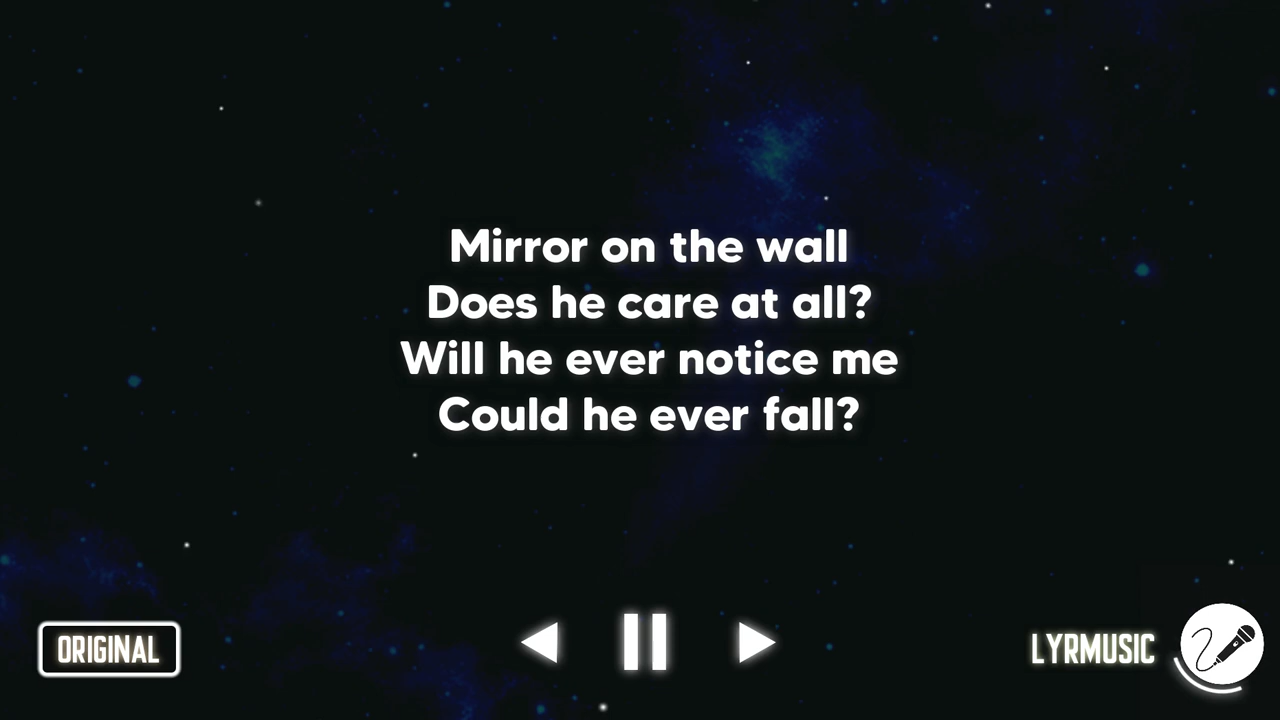 Mirror on the wall
Does he care at all?
Will he ever notice me
Could he ever fall?
ORIGINAL
LYRMUSIC